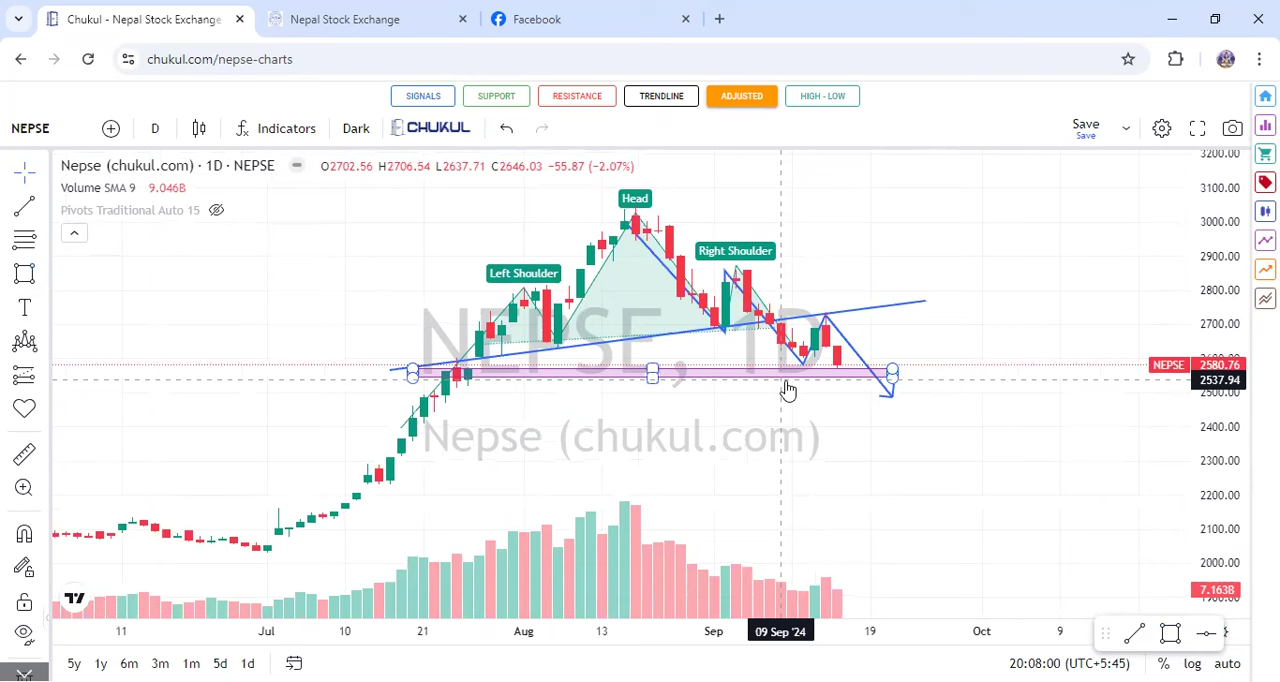 Chukul - Nepal Stock Exchange
Nepal Stock Exchange
Facebook
chukul.com/nepse-charts
SIGNALS
SUPPORT
RESISTANCE
TRENDLINE
ADJUSTED
HIGH - LOW
NEPSE
D
Indicators
Dark
CHUKUL
Save
Save
Nepse (chukul.com) · 1D · NEPSE
O2702.56 H2706.54 L2637.71 C2646.03 −55.87 (−2.07%)
Volume SMA 9 9.046B
Pivots Traditional Auto 15
3200.00
3100.00
3000.00
2900.00
2800.00
2700.00
2500.00
2400.00
2300.00
2200.00
2100.00
2000.00
Head
Right Shoulder
Left Shoulder
NEPSE, 1D
Nepse (chukul.com)
NEPSE 2580.76
2537.94
7.163B
11
Jul
10
21
Aug
13
Sep
09 Sep '24
19
Oct
9
5y 1y 6m 3m 1m 5d 1d
20:08:00 (UTC+5:45)
% log auto